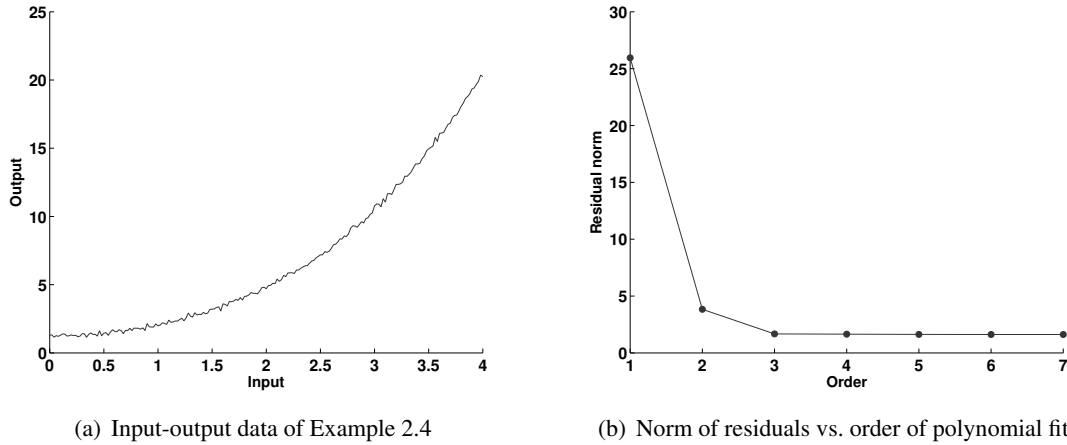 25
20
15
10
5
0
Output
0 0.5 1 1.5 2 2.5 3 3.5 4
Input
(a) Input-output data of Example 2.4
30
25
20
15
10
5
0
Residual norm
1 2 3 4 5 6 7
Order
(b) Norm of residuals vs. order of polynomial fit